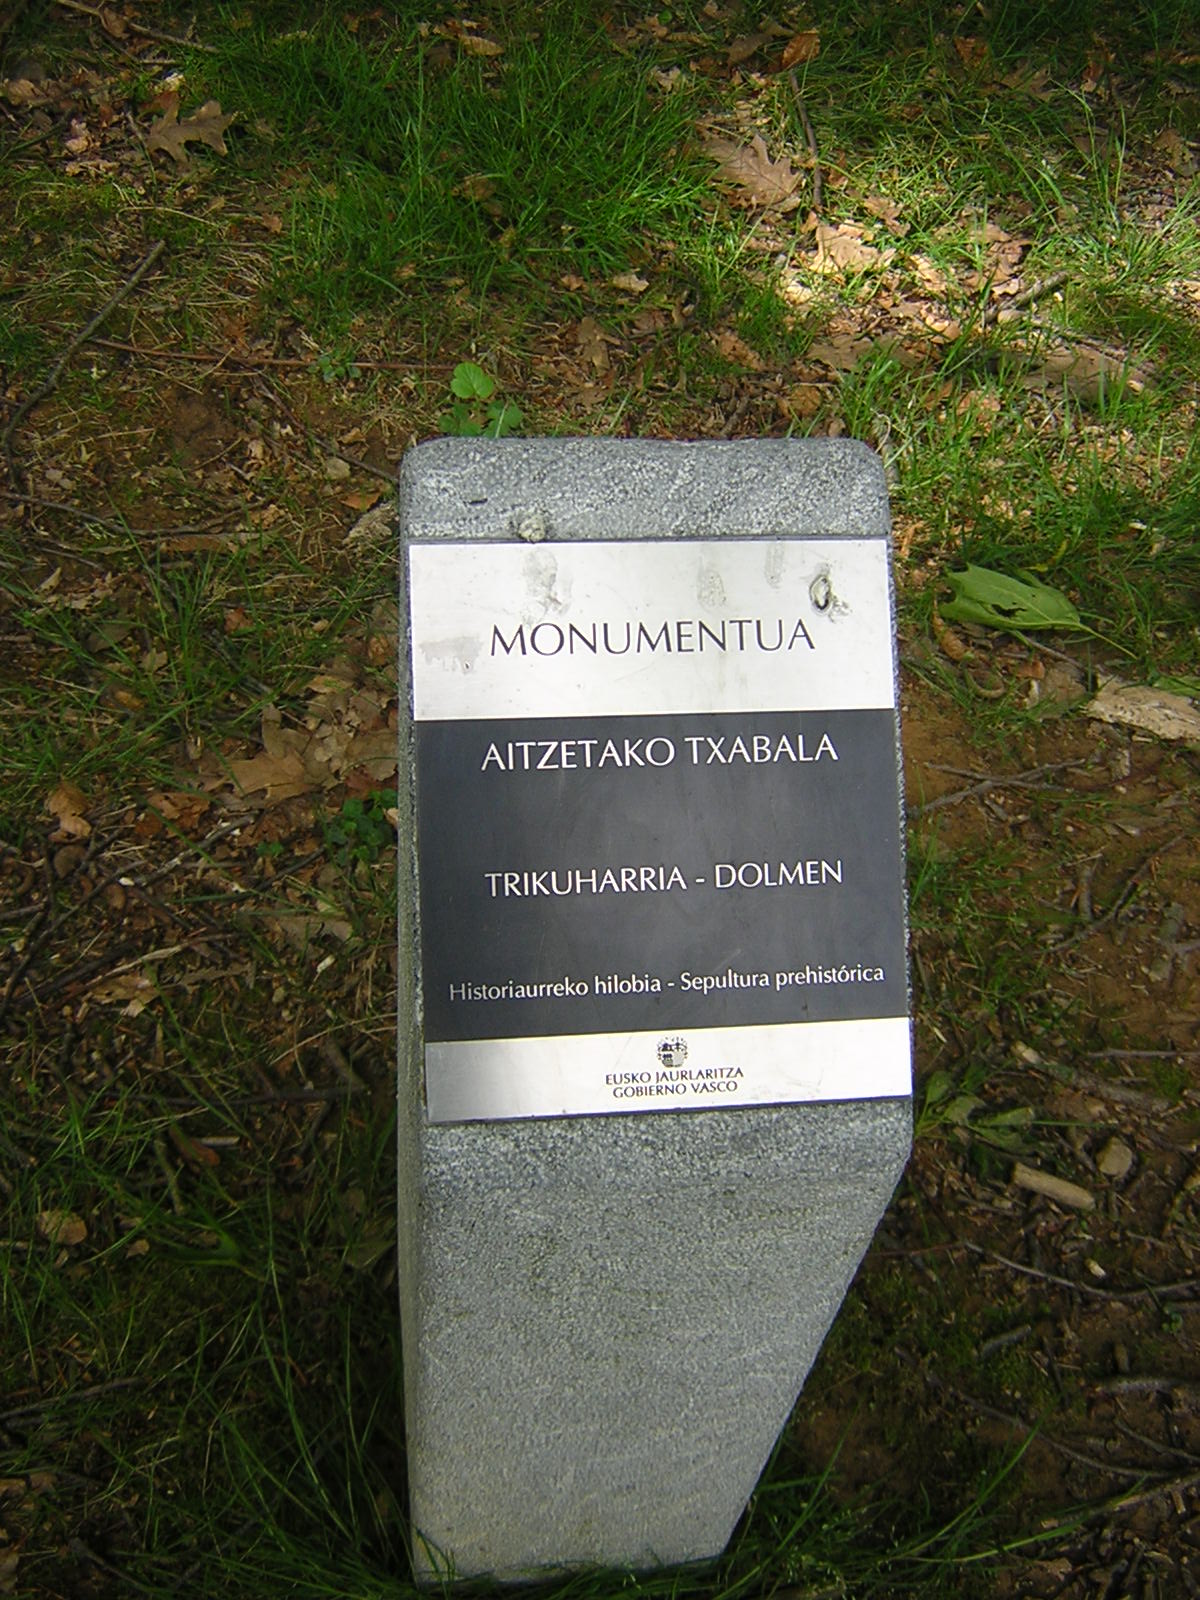 MONUMENTUA
AITZETAKO TXABALA
TRIKUHARRIA - DOLMEN
Historiaurreko hilobia - Sepultura prehistórica
EUSKO JAURLARITZA
GOBIERNO VASCO